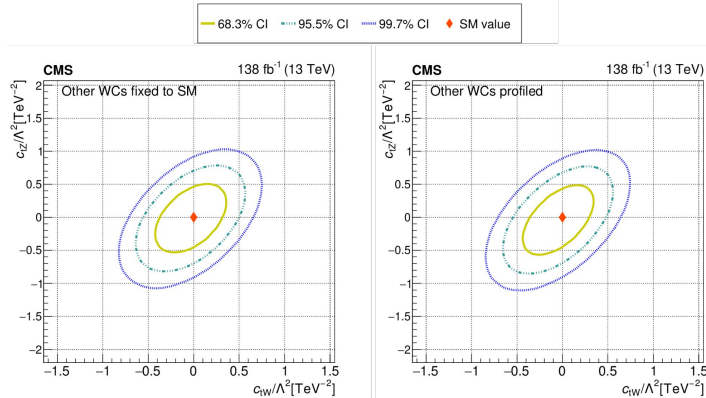 68.3% CI 95.5% CI 99.7% CI SM value
CMS 138 fb⁻¹ (13 TeV)
Other WCs fixed to SM
c_tZ/Λ²[TeV⁻²]
2
1.5
1
0.5
0
−0.5
−1
−1.5
−2
−1.5 −1 −0.5 0 0.5 1 1.5
c_tW/Λ²[TeV⁻²]
CMS 138 fb⁻¹ (13 TeV)
Other WCs profiled
c_tZ/Λ²[TeV⁻²]
2
1.5
1
0.5
0
−0.5
−1
−1.5
−2
−1.5 −1 −0.5 0 0.5 1 1.5
c_tW/Λ²[TeV⁻²]